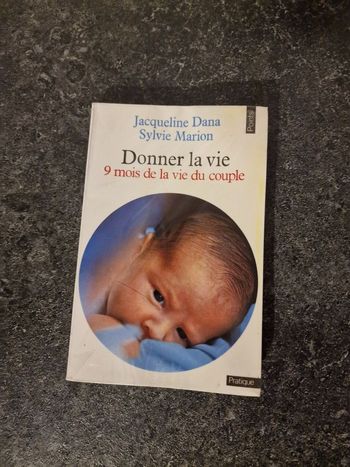 Points
Jacqueline Dana
Sylvie Marion
Donner la vie
9 mois de la vie du couple
Pratique